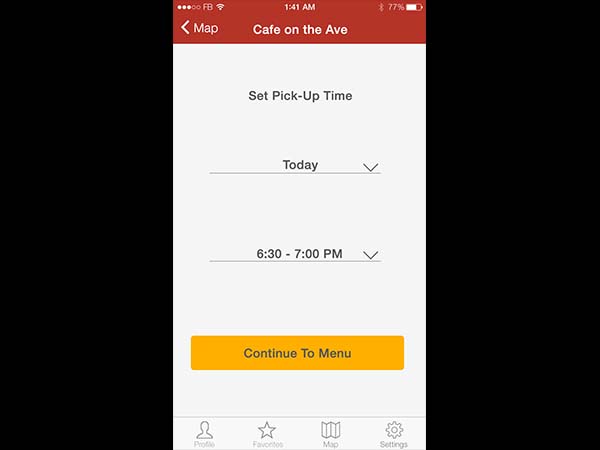 FB 1:41 AM 77%
Map Cafe on the Ave
Set Pick-Up Time
Today
6:30 - 7:00 PM
Continue To Menu
Profile Favorites Map Settings